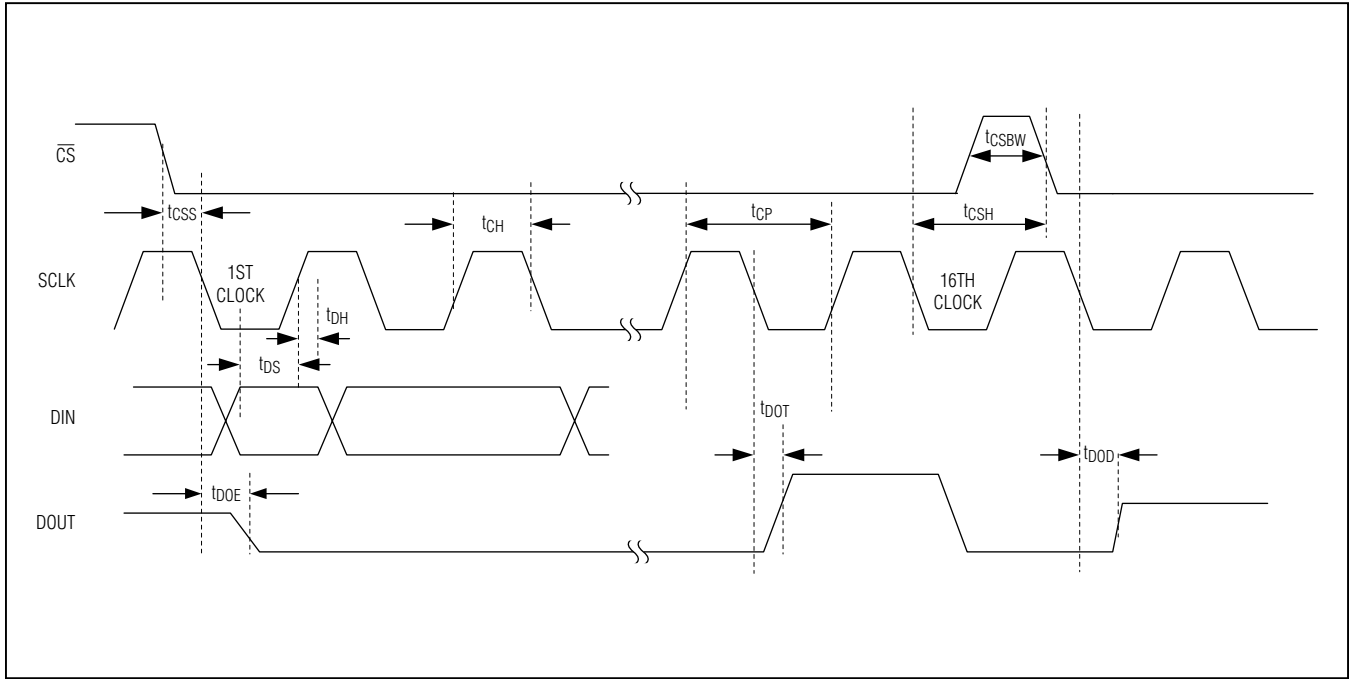 CS
tCSBW
tCSS
tCH
tCP
tCSH
SCLK
1ST
CLOCK
16TH
CLOCK
tDH
tDS
DIN
tDOT
tDOD
tDOE
DOUT